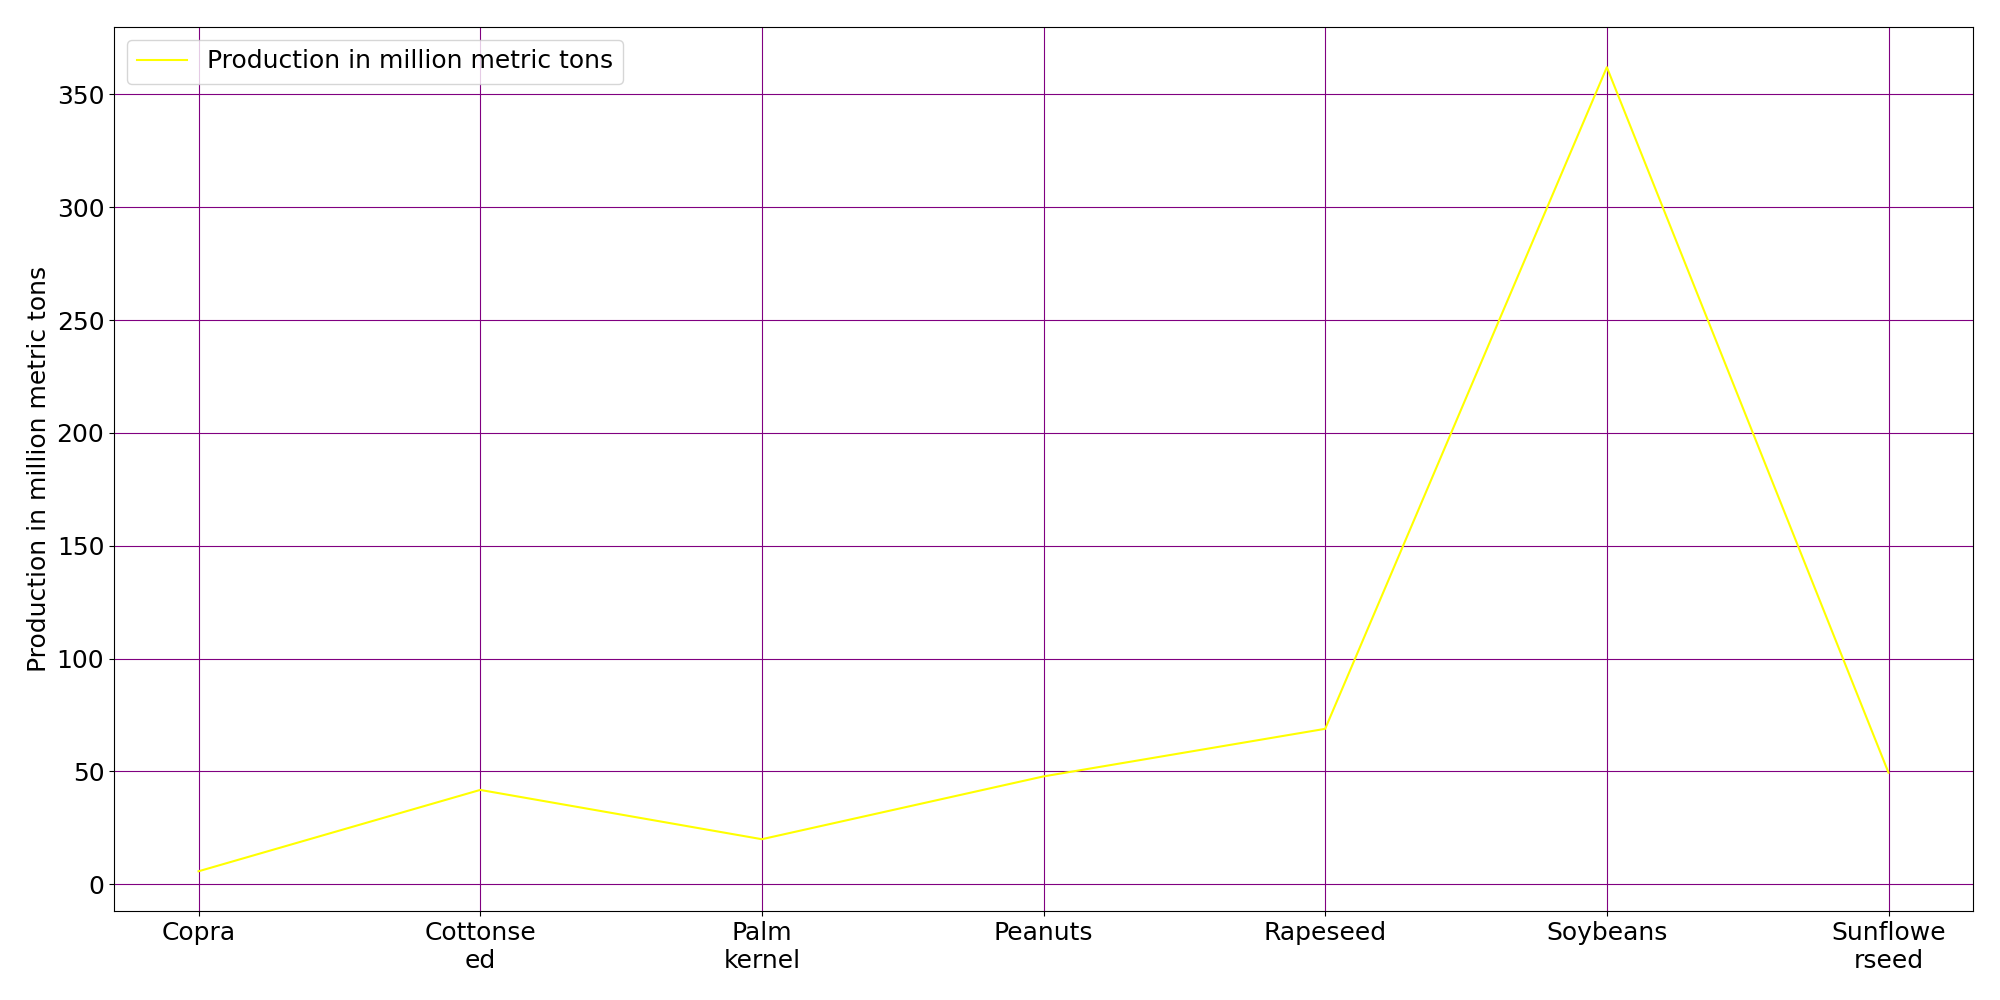 Production in million metric tons
Production in million metric tons
350
300
250
200
150
100
50
0
Copra
Cottonse
ed
Palm
kernel
Peanuts
Rapeseed
Soybeans
Sunflowe
rseed